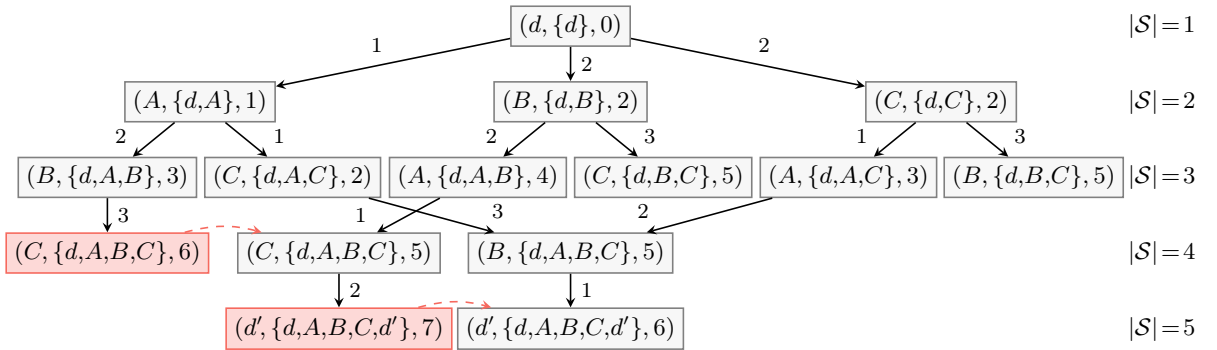 (d, {d}, 0) |S|=1
1 2 2
(A, {d,A}, 1) (B, {d,B}, 2) (C, {d,C}, 2) |S|=2
2 1 2 3 1 3
(B, {d,A,B}, 3) (C, {d,A,C}, 2) (A, {d,A,B}, 4) (C, {d,B,C}, 5) (A, {d,A,C}, 3) (B, {d,B,C}, 5) |S|=3
3 1 3 2
(C, {d,A,B,C}, 6) (C, {d,A,B,C}, 5) (B, {d,A,B,C}, 5) |S|=4
2 1
(d′, {d,A,B,C,d′}, 7) (d′, {d,A,B,C,d′}, 6) |S|=5